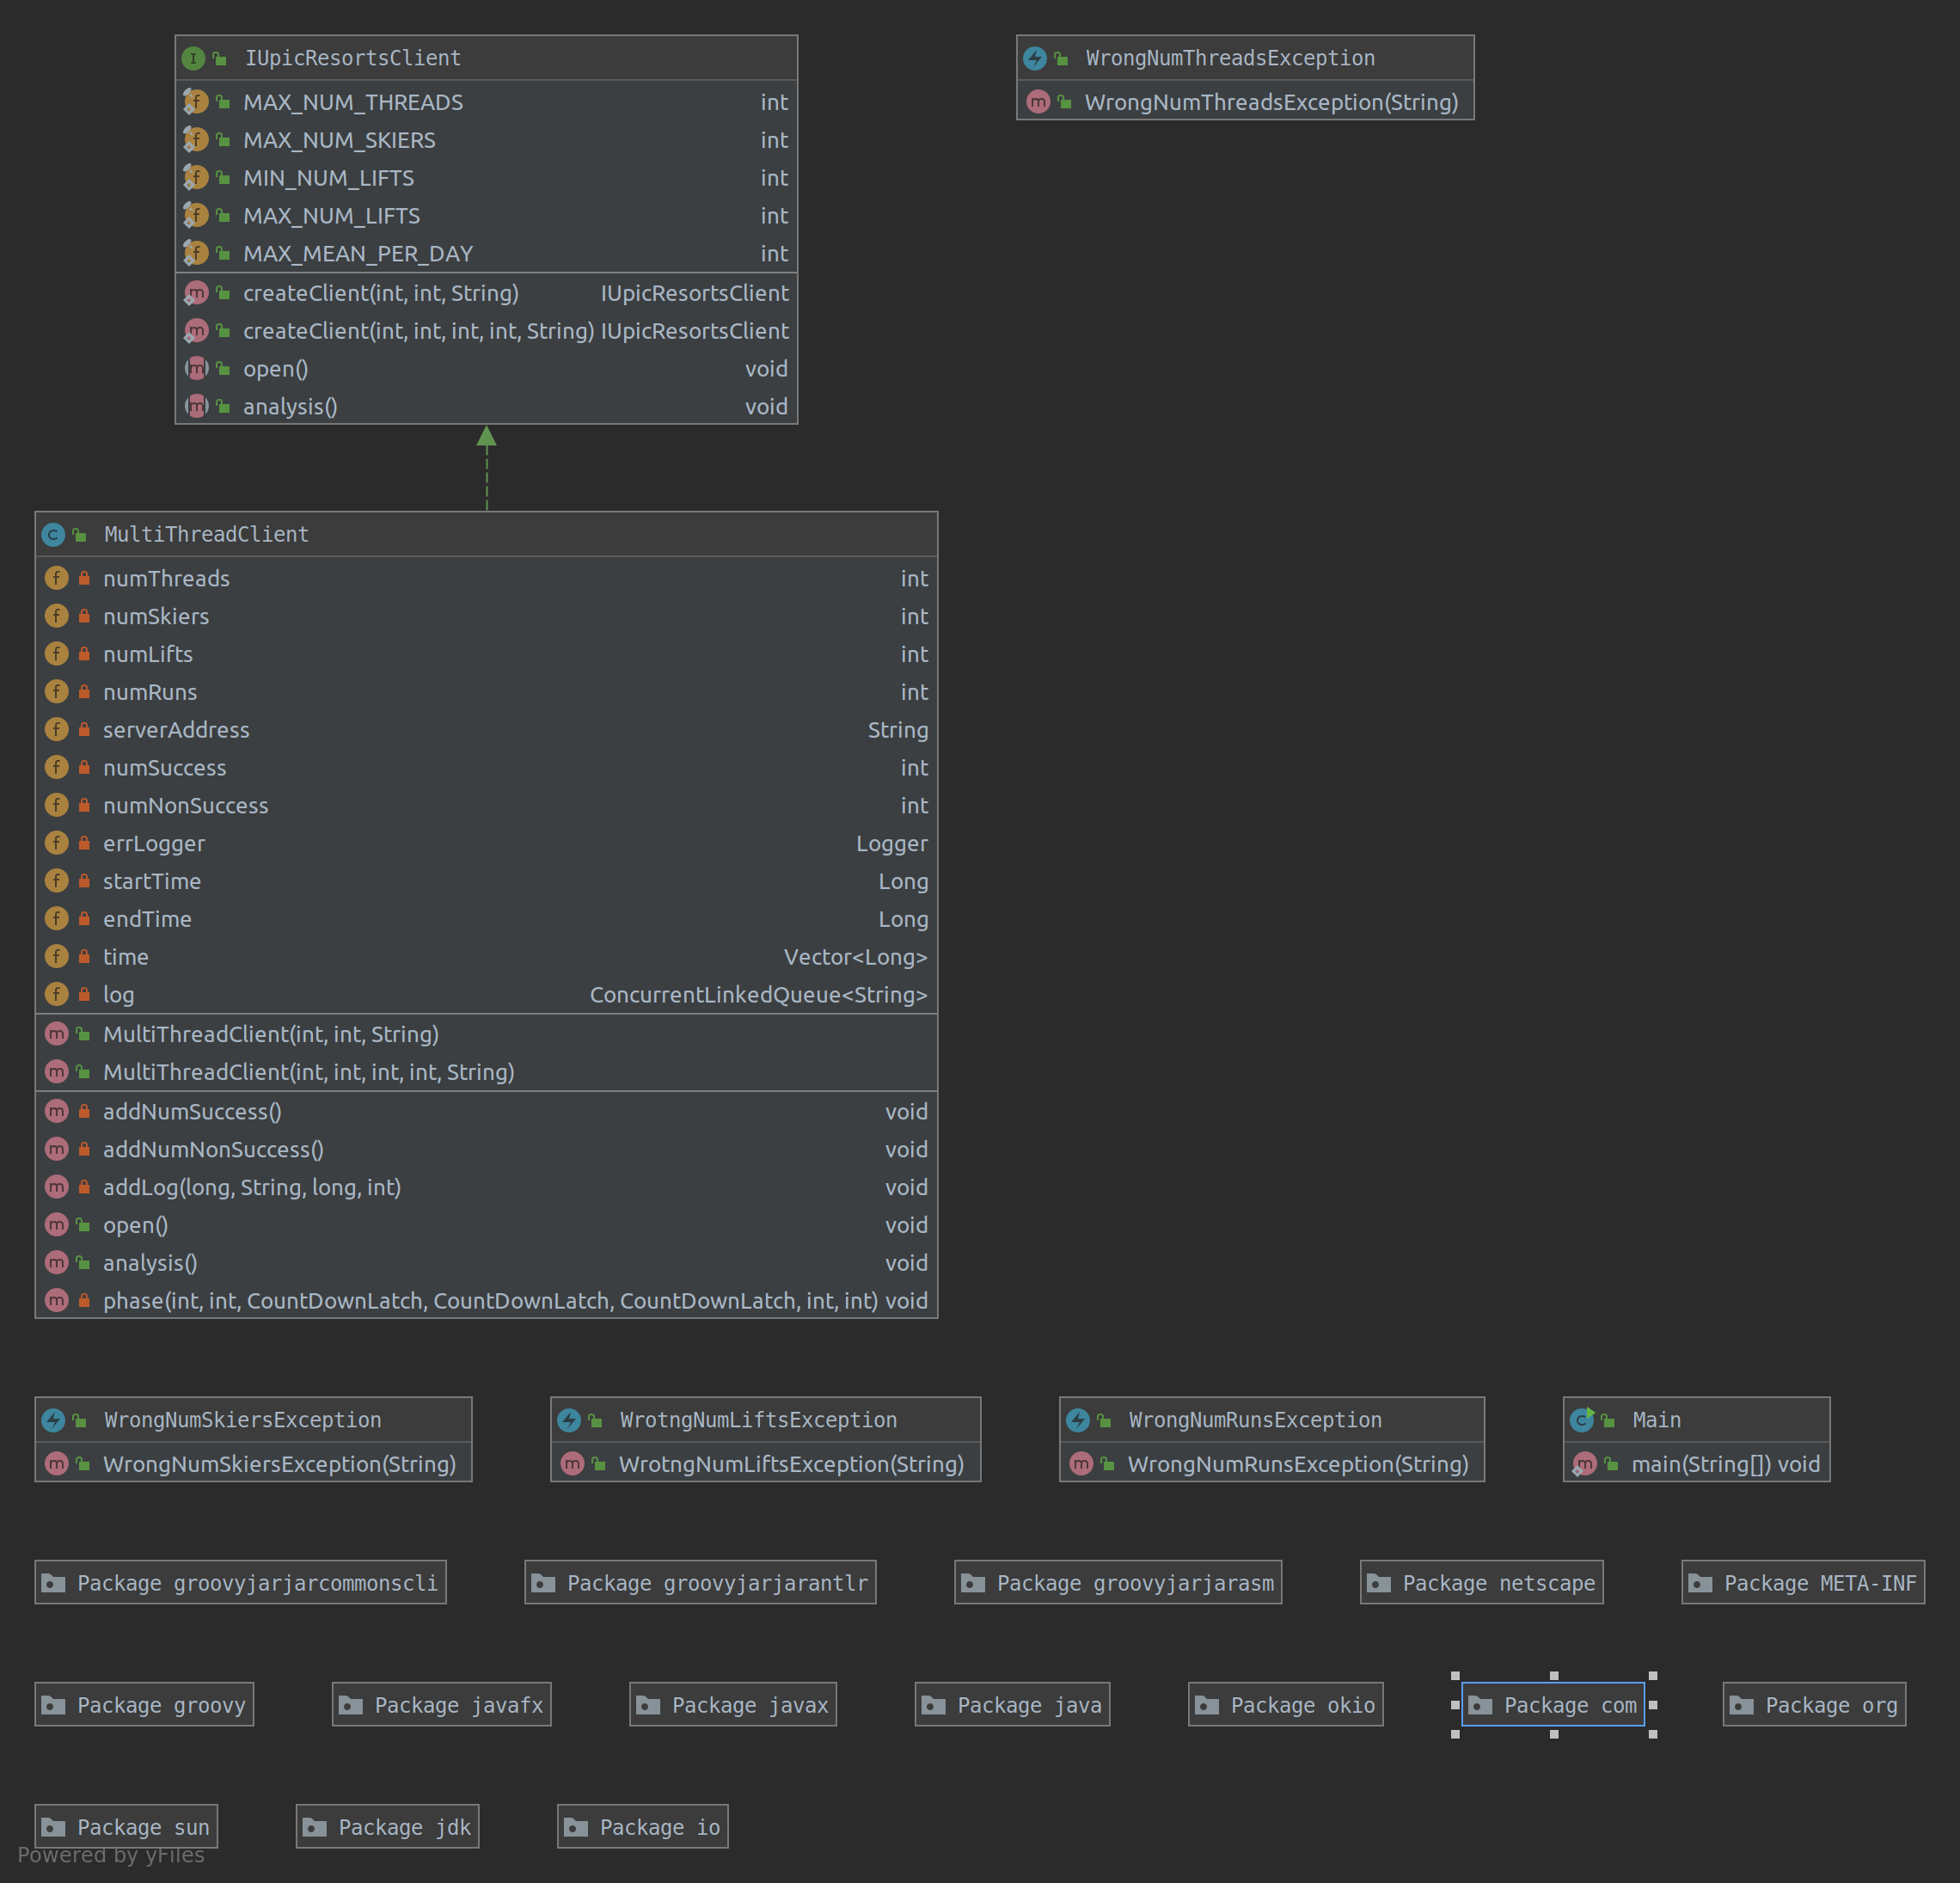 IUpicResortsClient
MAX_NUM_THREADS int
MAX_NUM_SKIERS int
MIN_NUM_LIFTS int
MAX_NUM_LIFTS int
MAX_MEAN_PER_DAY int
createClient(int, int, String) IUpicResortsClient
createClient(int, int, int, int, String) IUpicResortsClient
open() void
analysis() void
WrongNumThreadsException
WrongNumThreadsException(String)
MultiThreadClient
numThreads int
numSkiers int
numLifts int
numRuns int
serverAddress String
numSuccess int
numNonSuccess int
errLogger Logger
startTime Long
endTime Long
time Vector<Long>
log ConcurrentLinkedQueue<String>
MultiThreadClient(int, int, String)
MultiThreadClient(int, int, int, int, String)
addNumSuccess() void
addNumNonSuccess() void
addLog(long, String, long, int) void
open() void
analysis() void
phase(int, int, CountDownLatch, CountDownLatch, CountDownLatch, int, int) void
WrongNumSkiersException
WrongNumSkiersException(String)
WrotngNumLiftsException
WrotngNumLiftsException(String)
WrongNumRunsException
WrongNumRunsException(String)
Main
main(String[]) void
Package groovyjarjarcommonscli
Package groovyjarjarantlr
Package groovyjarjarasm
Package netscape
Package META-INF
Package groovy
Package javafx
Package javax
Package java
Package okio
Package com
Package org
Package sun
Package jdk
Package io
Powered by yFiles